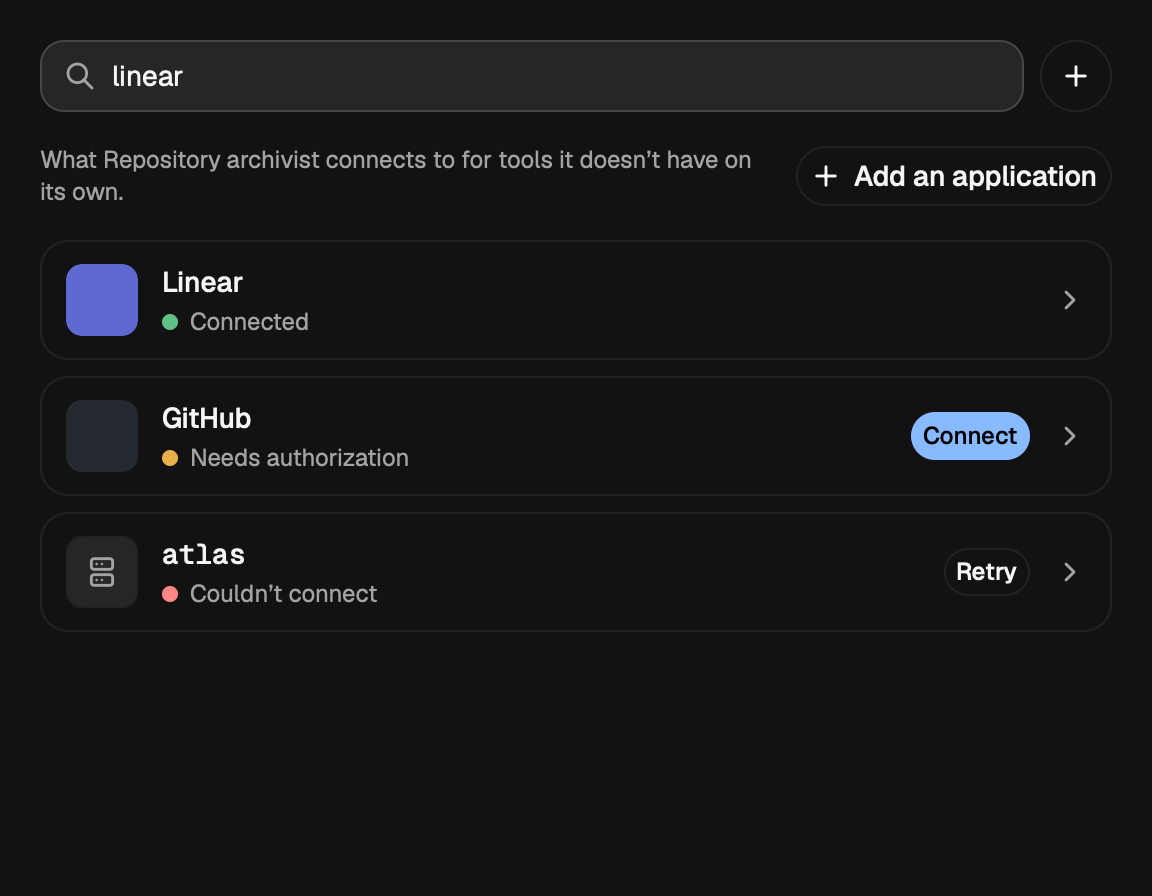 linear
What Repository archivist connects to for tools it doesn’t have on
its own.
Add an application
Linear
Connected
GitHub
Needs authorization
Connect
atlas
Couldn’t connect
Retry